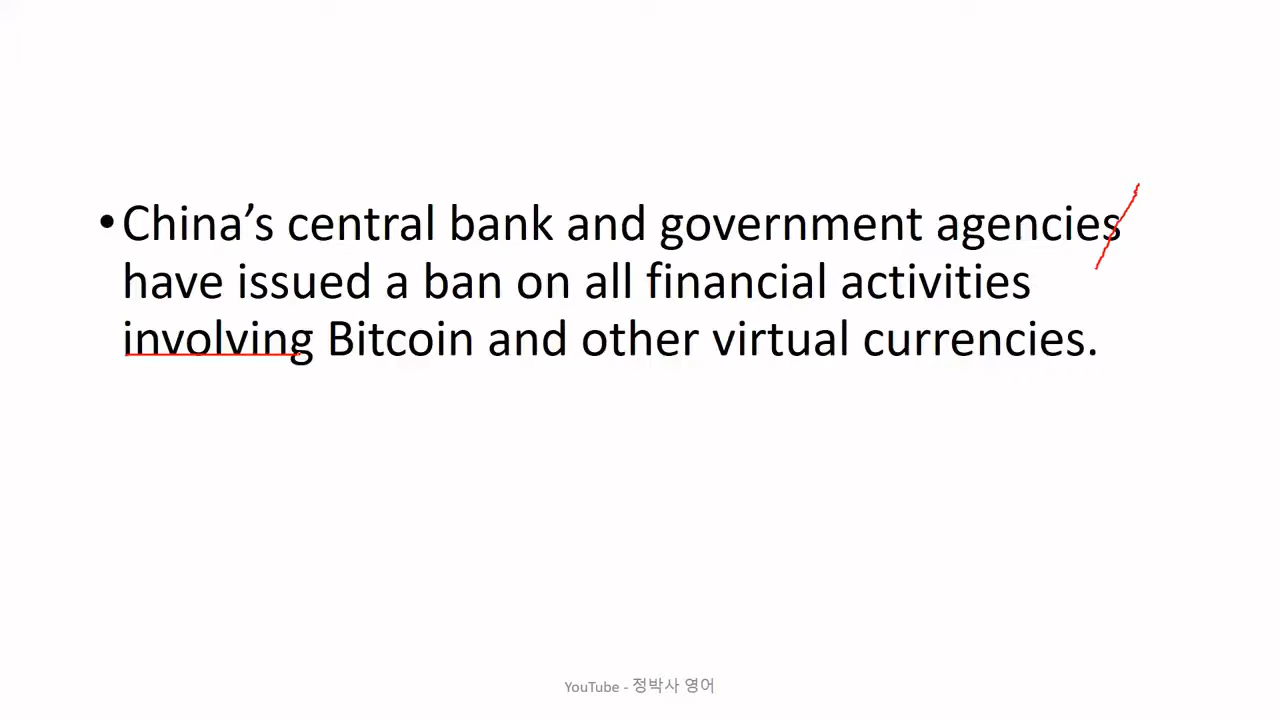 •China’s central bank and government agencies
have issued a ban on all financial activities
involving Bitcoin and other virtual currencies.
YouTube - 정박사 영어